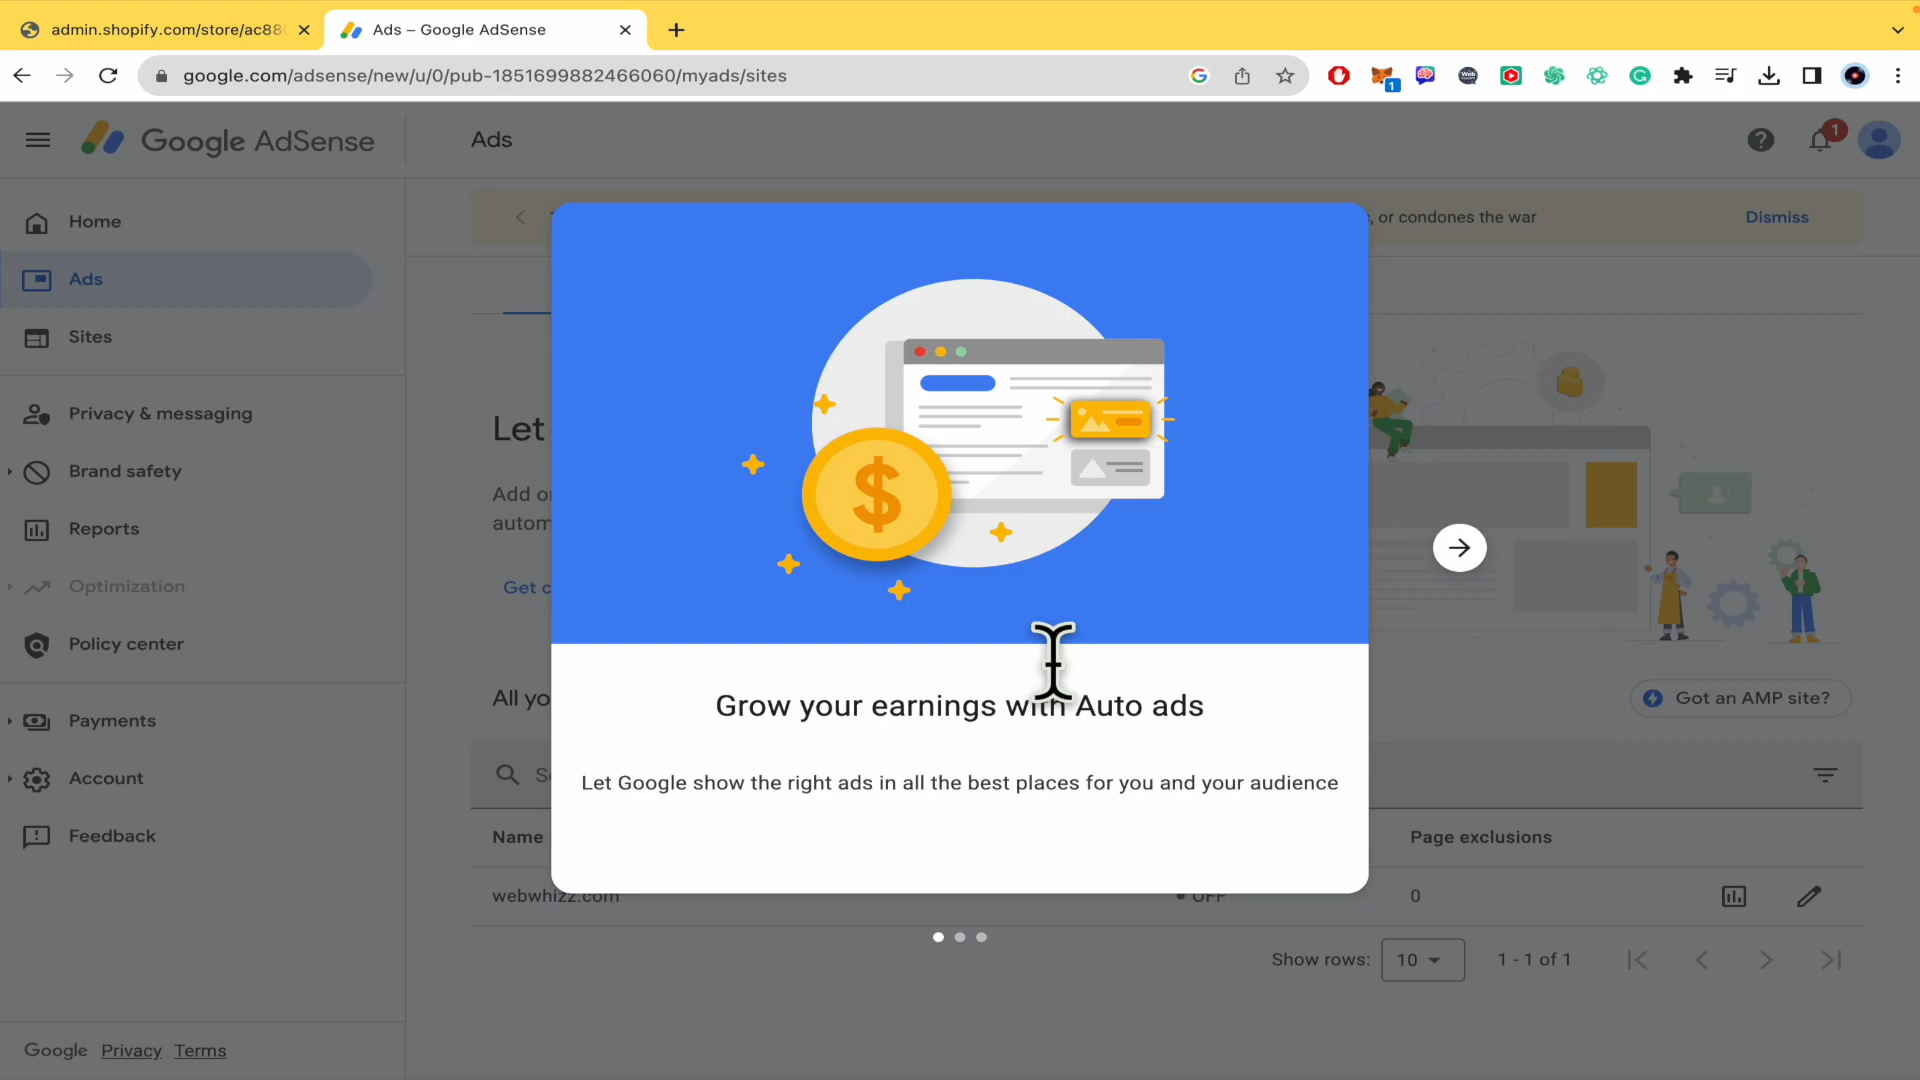 admin.shopify.com/store/ac88
Ads – Google AdSense
google.com/adsense/new/u/0/pub-1851699882466060/myads/sites
1
Google AdSense
Ads
1
Home
Ads
Sites
Privacy & messaging
Brand safety
Reports
Optimization
Policy center
Payments
Account
Feedback
Google Privacy Terms
, or condones the war
Dismiss
Let
Add o
autom
Get c
$
Grow your earnings with Auto ads
Let Google show the right ads in all the best places for you and your audience
All yo
Got an AMP site?
Name
Page exclusions
webwhizz.com
OFF
0
Show rows:
10
1 - 1 of 1